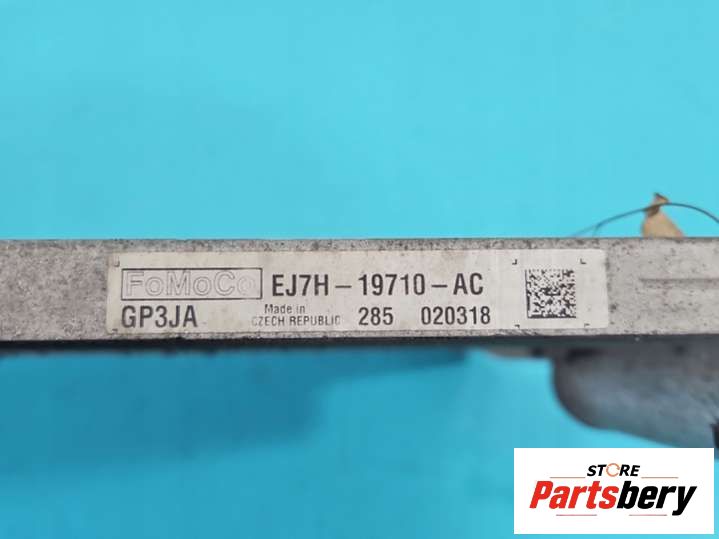 FoMoCo EJ7H-19710-AC
GP3JA Made in CZECH REPUBLIC 285 020318
STORE
Partsbery